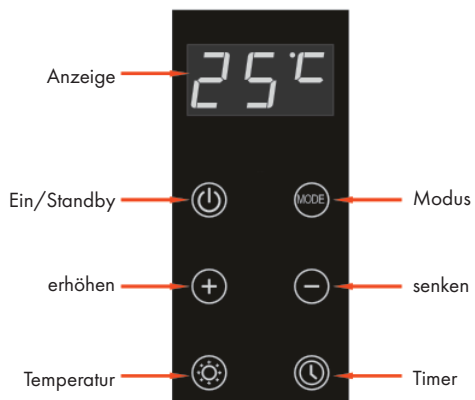 Anzeige
25°C
Ein/Standby
MODE
Modus
erhöhen
senken
Temperatur
Timer